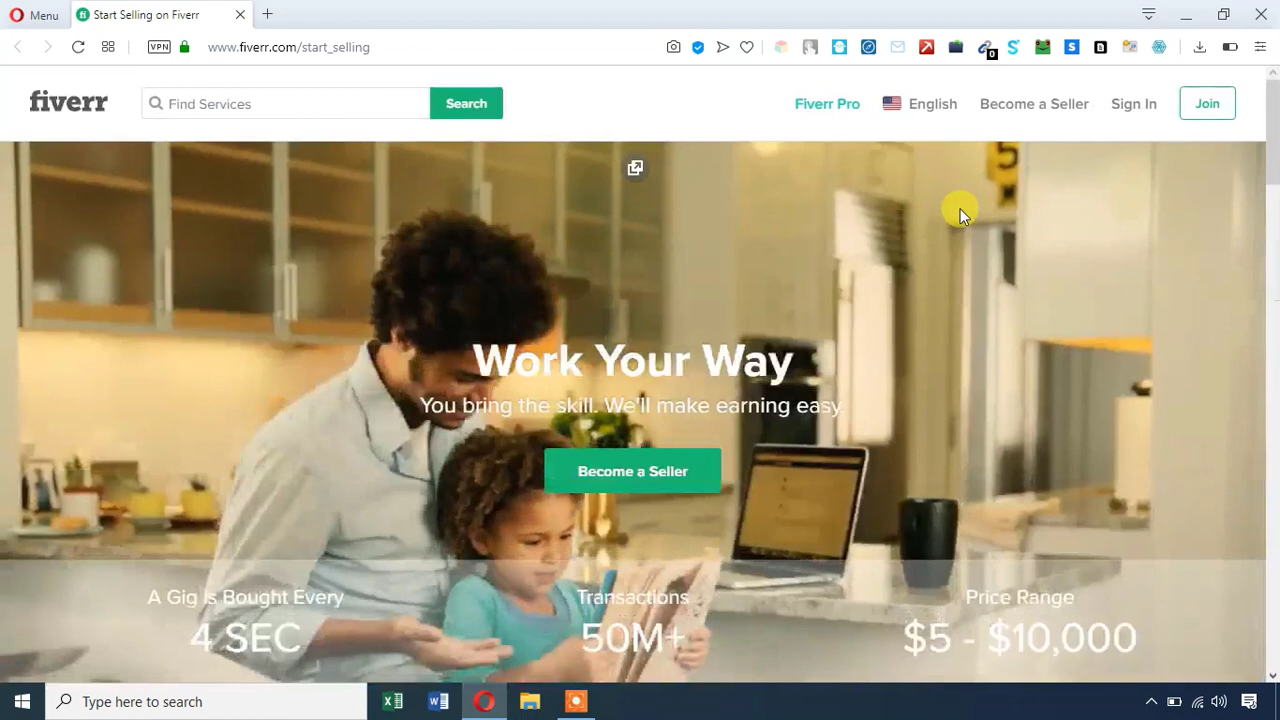 Menu
Start Selling on Fiverr
VPN
www.fiverr.com/start_selling
0
fiverr
Find Services
Search
Fiverr Pro
English
Become a Seller
Sign In
Join
5
Work Your Way
You bring the skill. We'll make earning easy.
Become a Seller
A Gig is Bought Every
Transactions
Price Range
4 SEC
50M+
$5 - $10,000
Type here to search